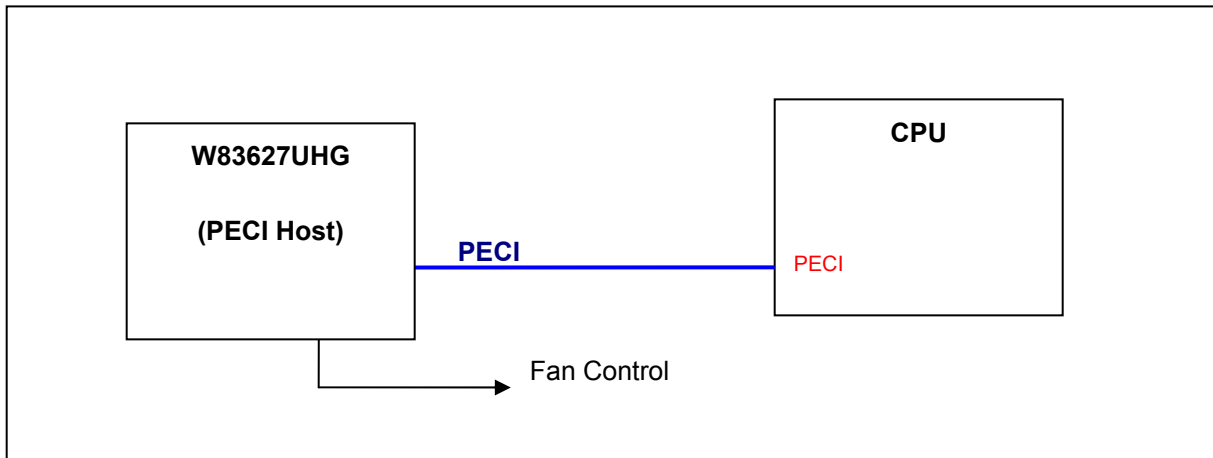 W83627UHG
(PECI Host)
PECI
CPU
PECI
Fan Control